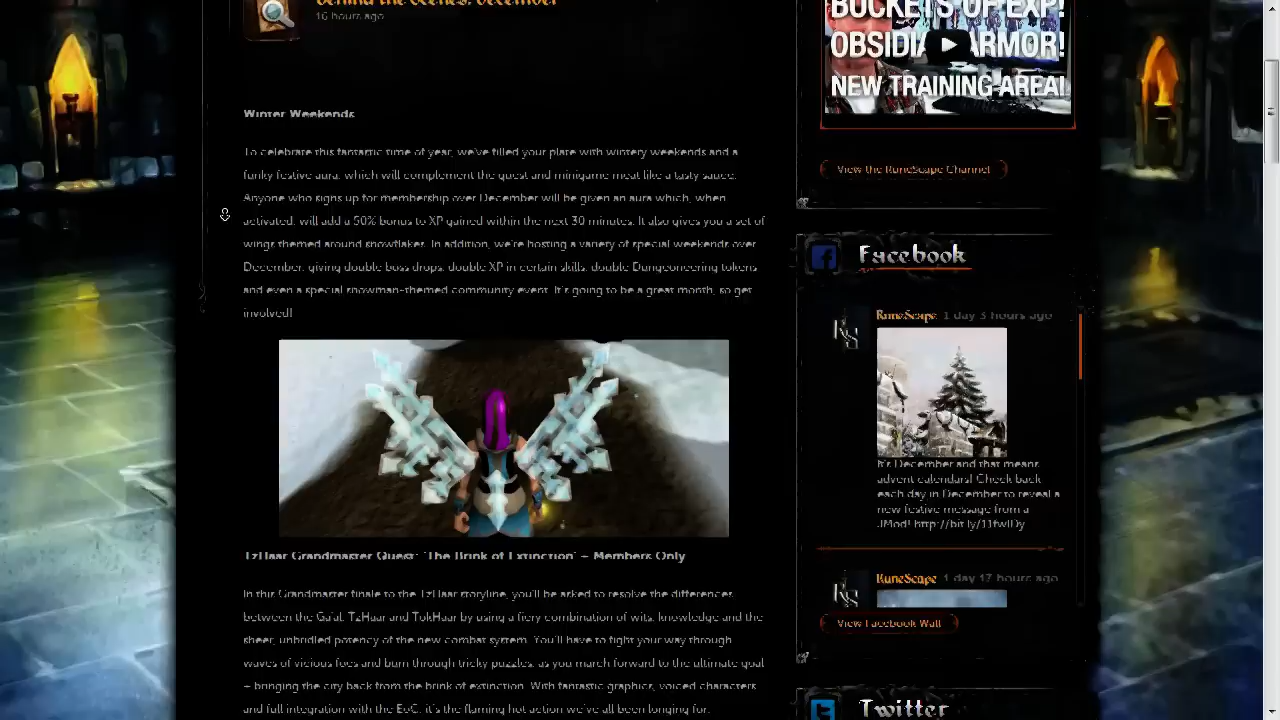 Behind the Scenes: December
16 hours ago
Winter Weekends
To celebrate this fantastic time of year, we've filled your plate with wintery weekends and a
funky festive aura, which will complement the quest and minigame meat like a tasty sauce.
Anyone who signs up for membership over December will be given an aura which, when
activated, will add a 50% bonus to XP gained within the next 30 minutes. It also gives you a set of
wings themed around snowflakes. In addition, we're hosting a variety of special weekends over
December, giving double boss drops, double XP in certain skills, double Dungeoneering tokens
and even a special snowman-themed community event. It's going to be a great month, so get
involved!
TzHaar Grandmaster Quest: 'The Brink of Extinction' – Members Only
In this Grandmaster finale to the TzHaar storyline, you'll be asked to resolve the differences
between the Ga'al, TzHaar and TokHaar by using a fiery combination of wits, knowledge and the
sheer, unbridled potency of the new combat system. You'll have to fight your way through
waves of vicious foes and burn through tricky puzzles, as you march forward to the ultimate goal
– bringing the city back from the brink of extinction. With fantastic graphics, voiced characters
and full integration with the EoC, it's the flaming hot action we've all been longing for.
BUCKETS OF EXP!
OBSIDIAN ARMOR!
NEW TRAINING AREA!
View the RuneScape Channel
Facebook
RuneScape 1 day 3 hours ago
It's December and that means
advent calendars! Check back
each day in December to reveal a
new festive message from a
JMod!
RuneScape 1 day 17 hours ago
View Facebook Wall
Twitter